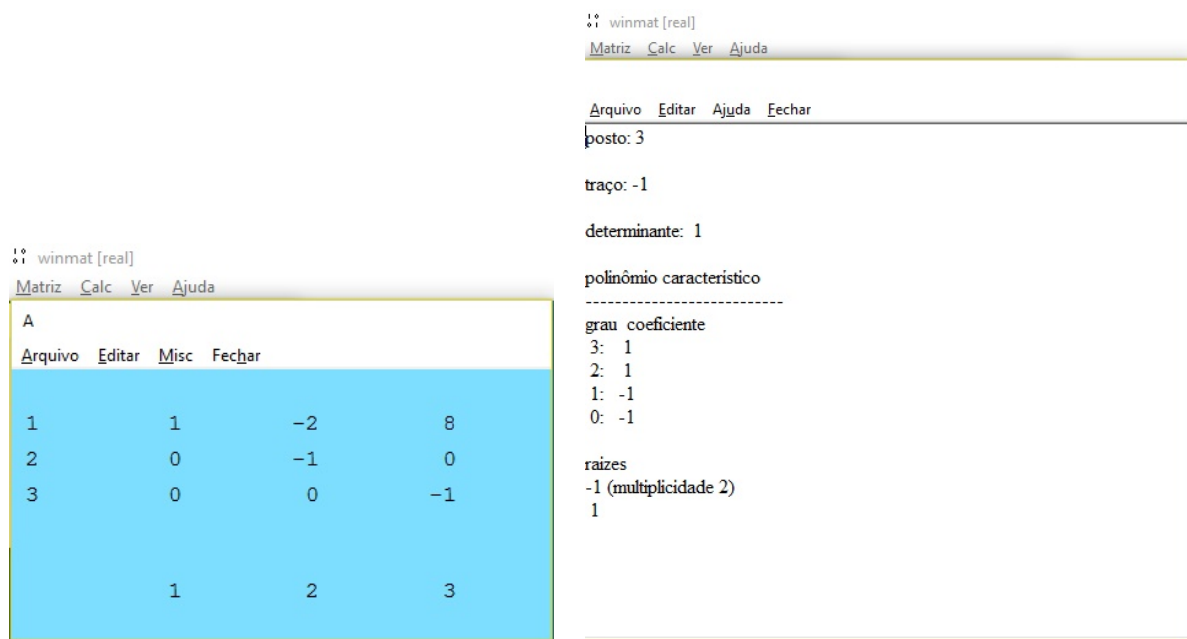 winmat [real]
Matriz Calc Ver Ajuda
A
Arquivo Editar Misc Fechar
1 1 −2 8
2 0 −1 0
3 0 0 −1
1 2 3
winmat [real]
Matriz Calc Ver Ajuda
Arquivo Editar Ajuda Fechar
posto: 3
traço: -1
determinante: 1
polinômio característico
---------------------------
grau coeficiente
3: 1
2: 1
1: -1
0: -1
raizes
-1 (multiplicidade 2)
1